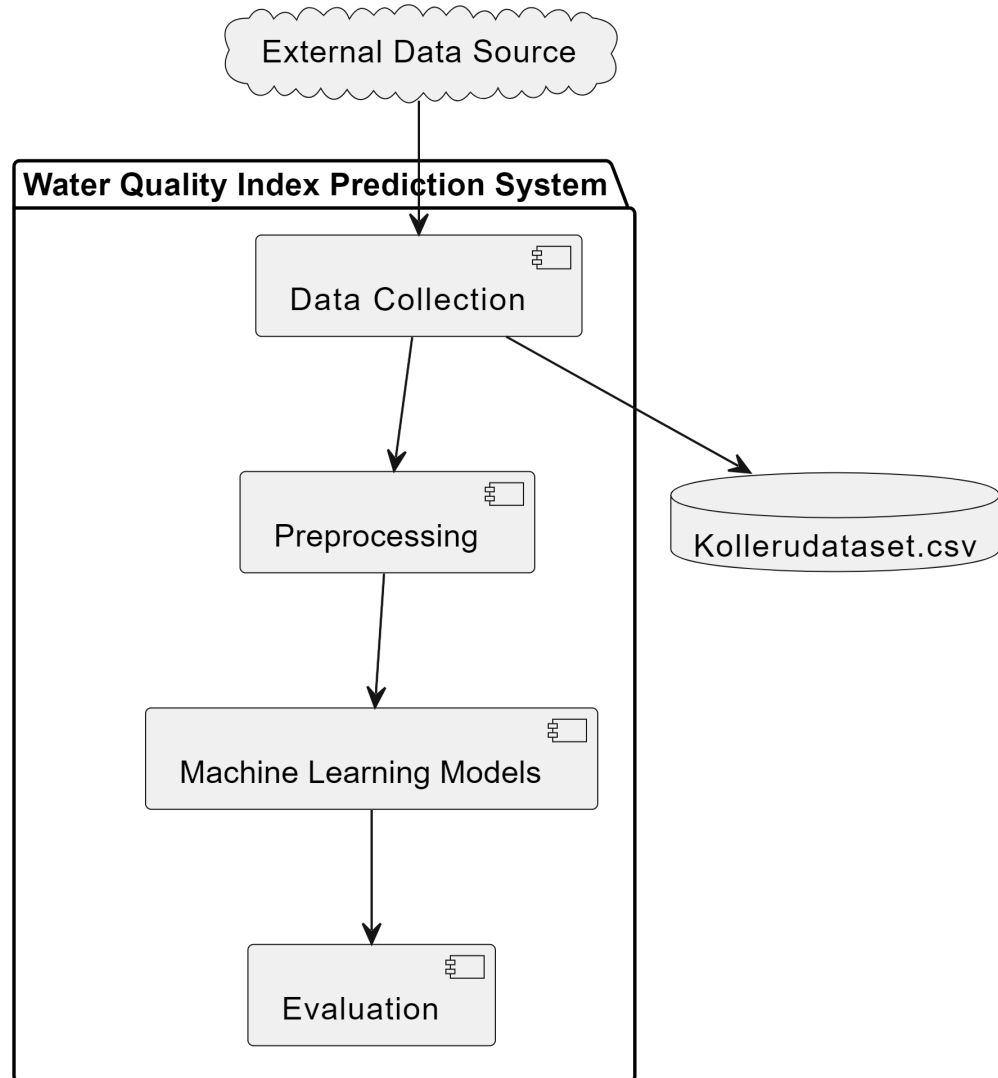 External Data Source
Water Quality Index Prediction System
Data Collection
Preprocessing
Kollerudataset.csv
Machine Learning Models
Evaluation